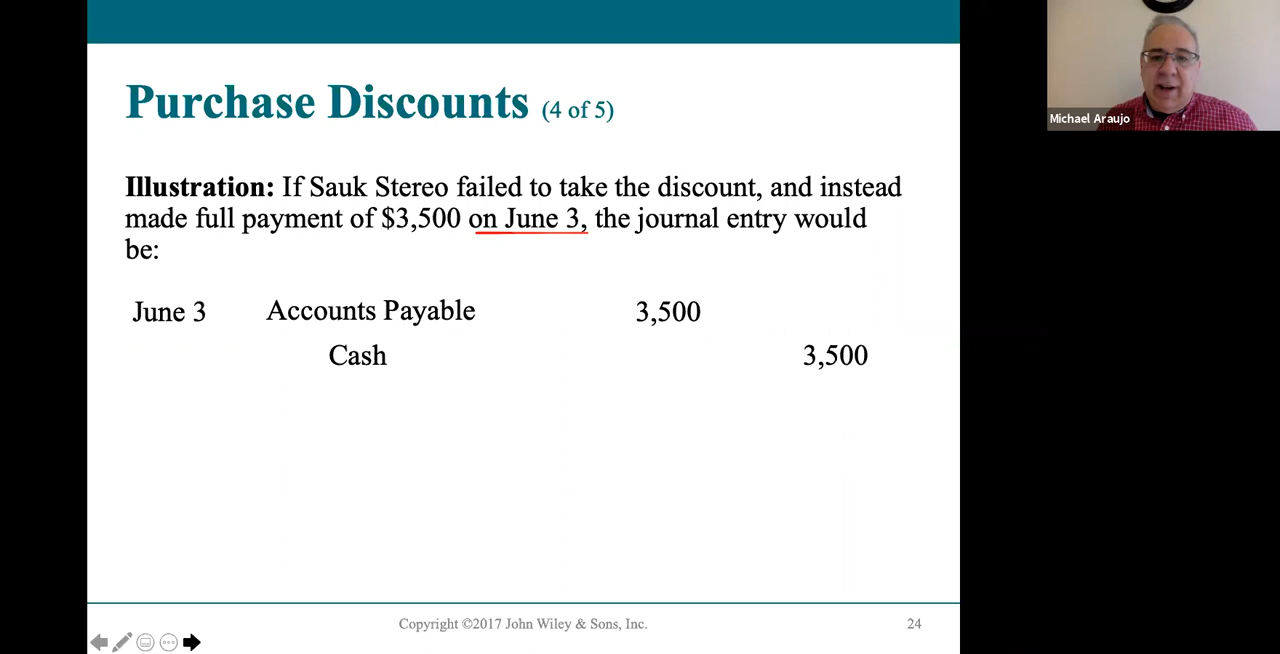 Purchase Discounts (4 of 5)
Michael Araujo
Illustration: If Sauk Stereo failed to take the discount, and instead
made full payment of $3,500 on June 3, the journal entry would
be:
June 3 Accounts Payable 3,500
Cash 3,500
Copyright ©2017 John Wiley & Sons, Inc. 24